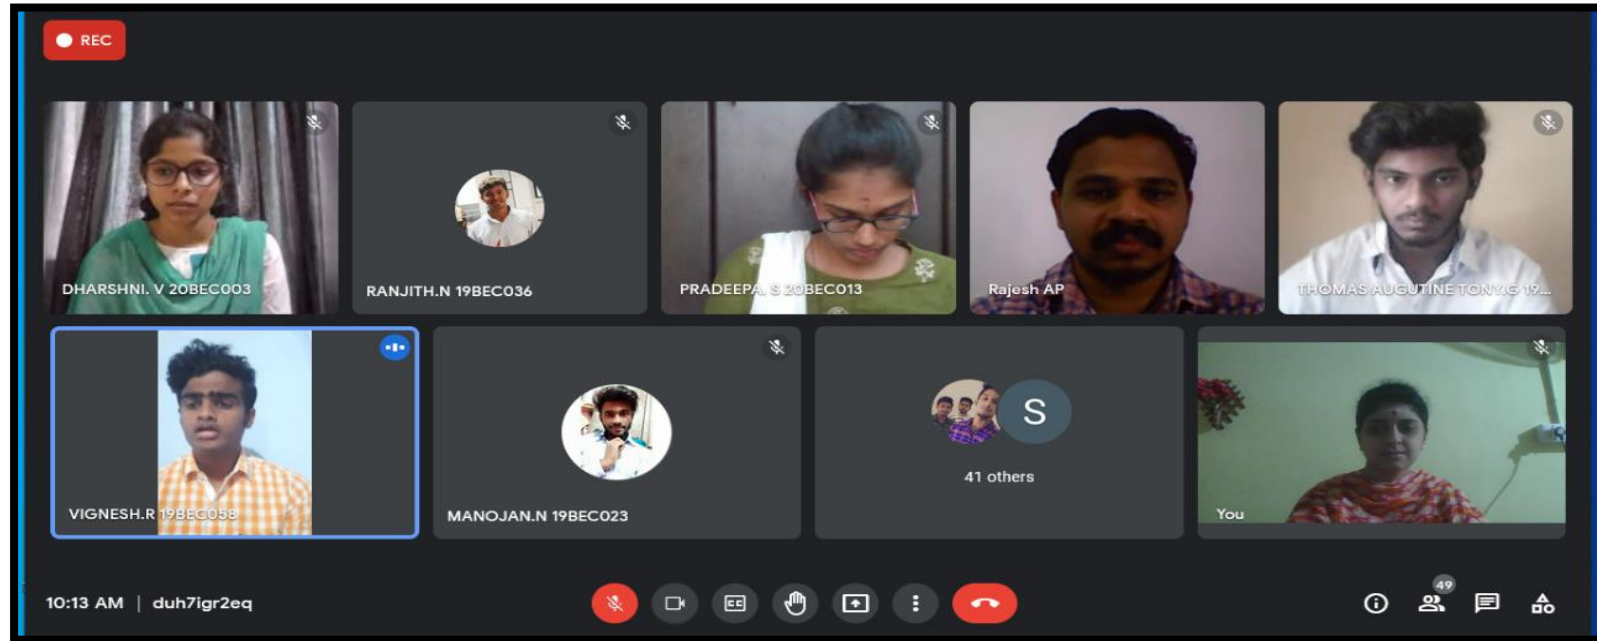 REC
DHARSHNI. V 20BEC003
RANJITH.N 19BEC036
PRADEEPA. S 20BEC013
Rajesh AP
THOMAS AUGUTINE TONY.G 19...
VIGNESH.R 19BEC058
MANOJAN.N 19BEC023
S
41 others
You
10:13 AM | duh7igr2eq
CC
49